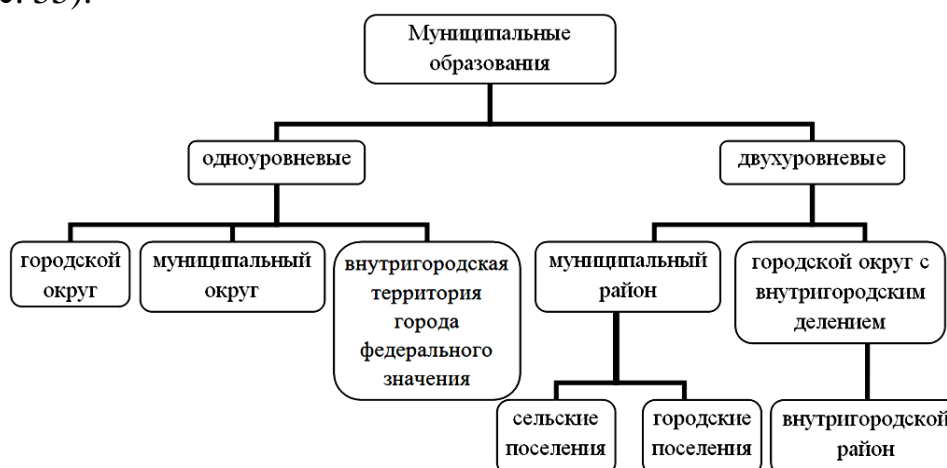 с. 33).
Муниципальные
образования
одноуровневые
двухуровневые
городской
округ
муниципальный
округ
внутригородская
территория
города
федерального
значения
муниципальный
район
городской округ с
внутригородским
делением
сельские
поселения
городские
поселения
внутригородской
район